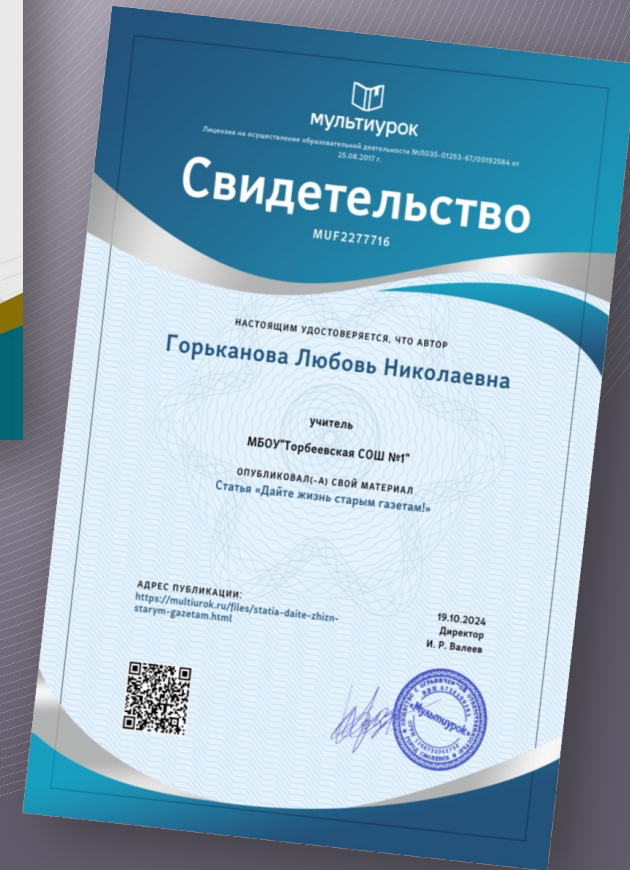 мультиурок
Лицензия на осуществление образовательной деятельности №Л035-01253-67/00192584 от
25.08.2017 г.
Свидетельство
MUF2277716
НАСТОЯЩИМ УДОСТОВЕРЯЕТСЯ, ЧТО АВТОР
Горьканова Любовь Николаевна
учитель
МБОУ"Торбеевская СОШ №1"
ОПУБЛИКОВАЛ(-А) СВОЙ МАТЕРИАЛ
Статья «Дайте жизнь старым газетам!»
АДРЕС ПУБЛИКАЦИИ:
https://multiurok.ru/files/statia-daite-zhizn-
starym-gazetam.html
19.10.2024
Директор
И. Р. Валеев
«Мультиурок»